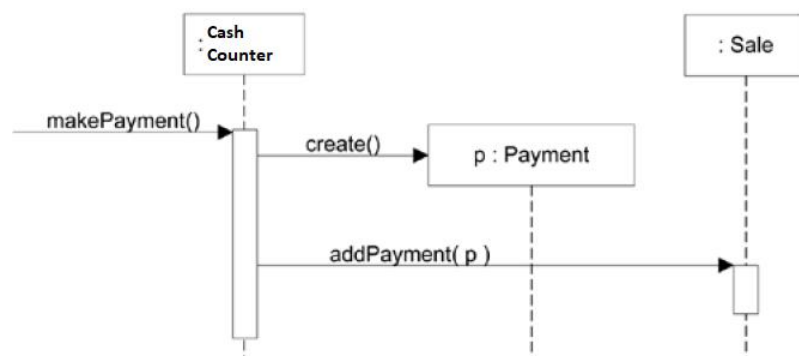 : Cash
Counter
: Sale
makePayment()
create()
p : Payment
addPayment( p )